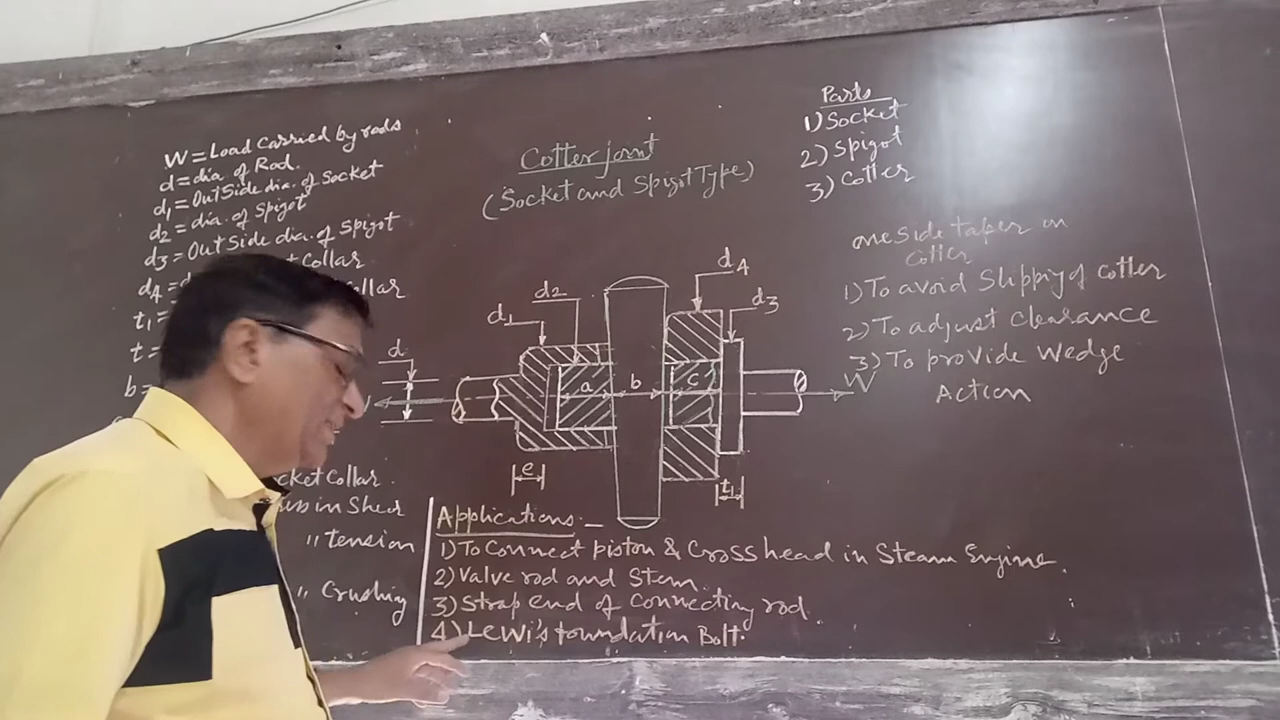 W = Load carried by rods
d = dia. of Rod.
d1 = OutSide dia. of Socket
d2 = dia. of Spigot
d3 = OutSide dia. of Spigot
d4 = Collar
t1 = Collar
t =
b =
Collar.
in Shear
" tension
" Crushing
Cotter joint
(Socket and Spigot Type)
Parts
1) Socket
2) Spigot
3) Cotter
one Side taper on
Cotter
1) To avoid Slipping of Cotter
2) To adjust Clearance
3) To provide Wedge
Action
d4
d3
d2
d1
d
a
b
c
W
e
t1
Applications:-
1) To Connect piston & Cross head in Steam Engine.
2) Valve rod and Stem.
3) Strap end of Connecting rod.
4) Lewi's foundation Bolt.